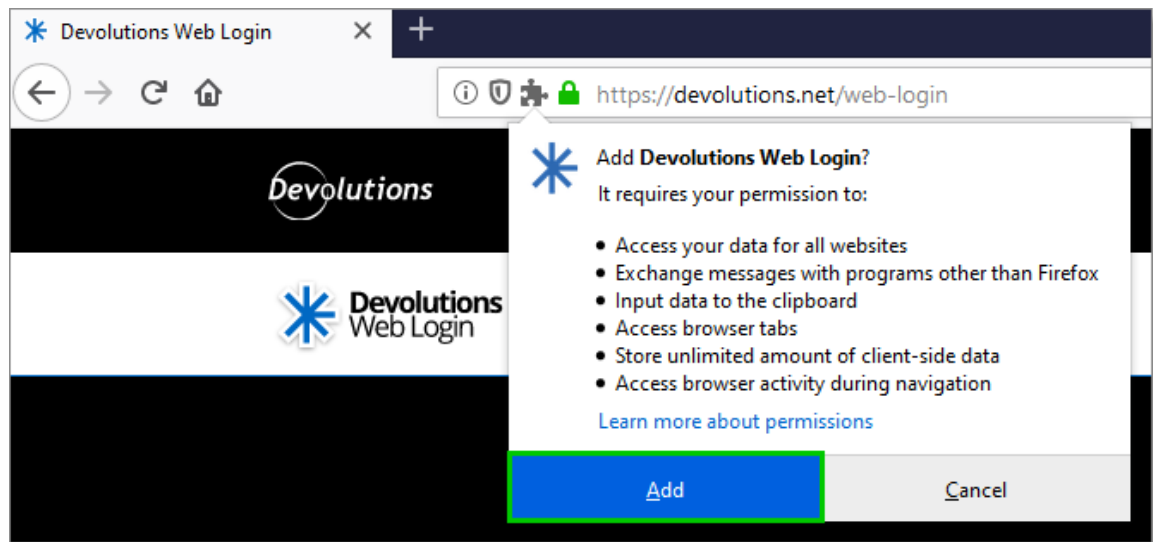 Devolutions Web Login
https://devolutions.net/web-login
Devolutions
Devolutions
Web Login
Add Devolutions Web Login?
It requires your permission to:
• Access your data for all websites
• Exchange messages with programs other than Firefox
• Input data to the clipboard
• Access browser tabs
• Store unlimited amount of client-side data
• Access browser activity during navigation
Learn more about permissions
Add
Cancel